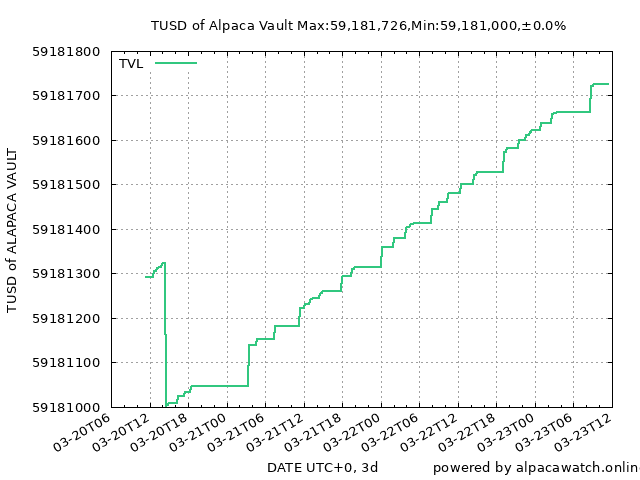 TUSD of Alpaca Vault Max:59,181,726,Min:59,181,000,±0.0%
TVL
59181800
59181700
59181600
59181500
59181400
59181300
59181200
59181100
59181000
TUSD of ALAPACA VAULT
03-20T06
03-20T12
03-20T18
03-21T00
03-21T06
03-21T12
03-21T18
03-22T00
03-22T06
03-22T12
03-22T18
03-23T00
03-23T06
03-23T12
DATE UTC+0, 3d
powered by alpacawatch.online